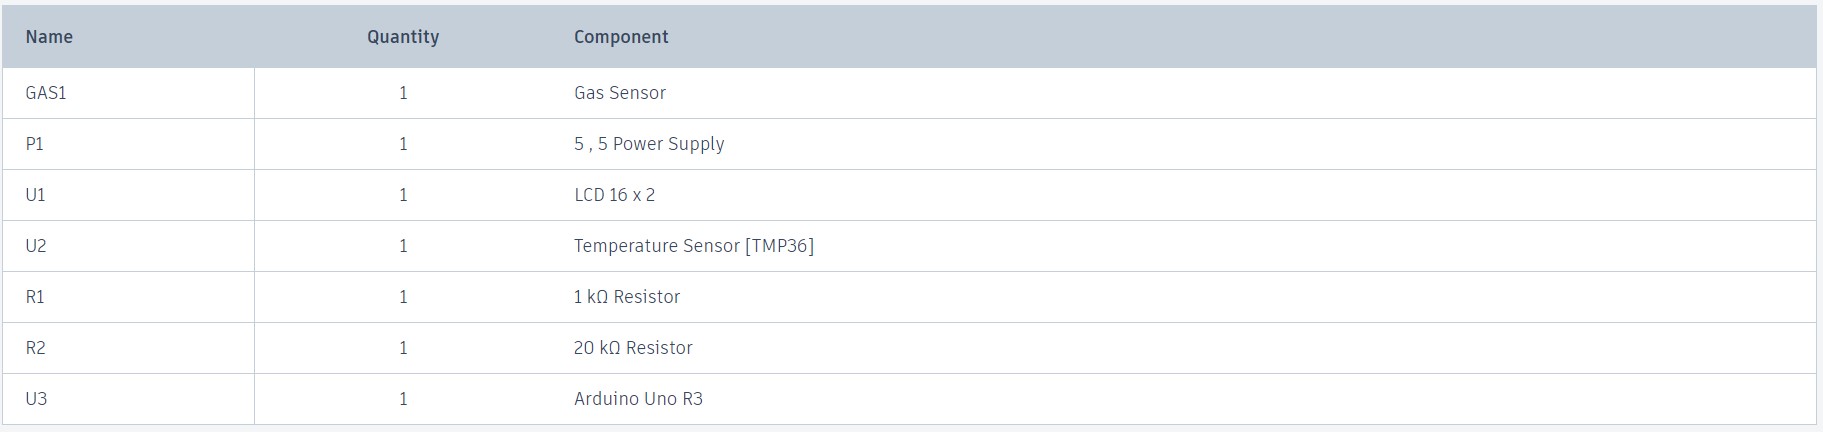 Name Quantity Component
GAS1 1 Gas Sensor
P1 1 5 , 5 Power Supply
U1 1 LCD 16 x 2
U2 1 Temperature Sensor [TMP36]
R1 1 1 kΩ Resistor
R2 1 20 kΩ Resistor
U3 1 Arduino Uno R3